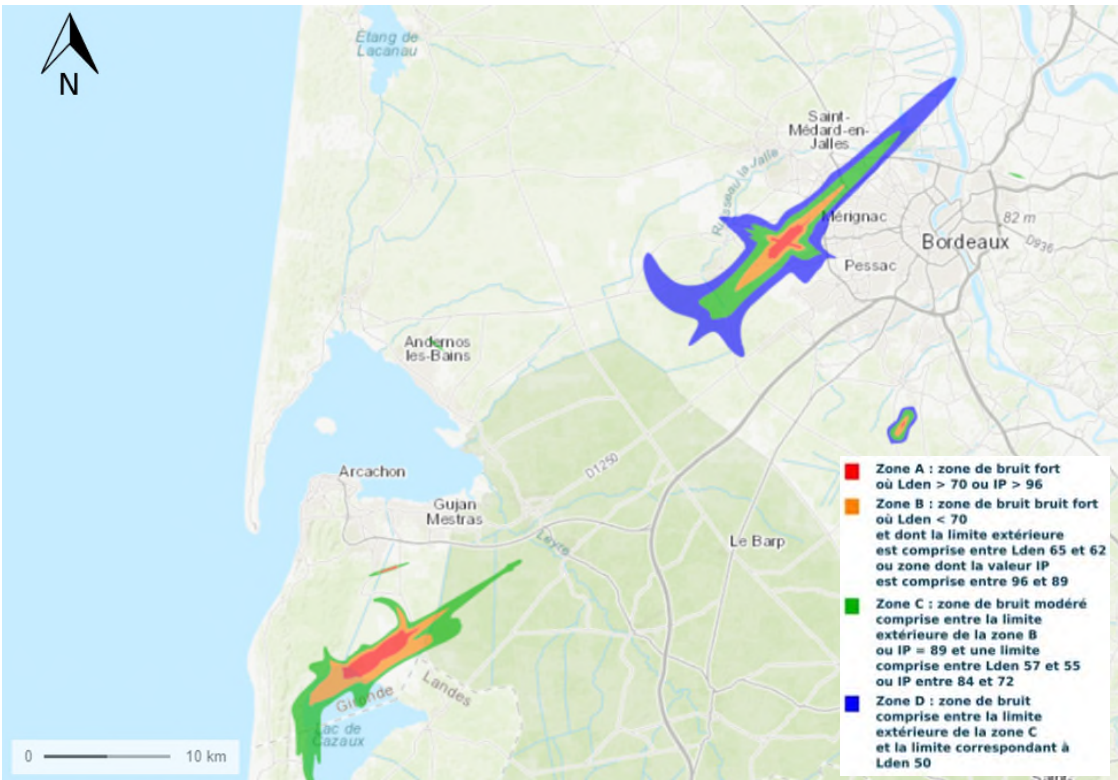 N
Étang de
Lacanau
Saint-
Médard-en-
Jalles
Ruisseau la Jalle
Mérignac
82 m
D936
Bordeaux
Pessac
Andernos
les-Bains
D1250
Arcachon
Gujan
Mestras
Leyre
Le Barp
Gironde
Landes
Lac de
Cazaux
0 10 km
Zone A : zone de bruit fort
où Lden > 70 ou IP > 96
Zone B : zone de bruit bruit fort
où Lden < 70
et dont la limite extérieure
est comprise entre Lden 65 et 62
ou zone dont la valeur IP
est comprise entre 96 et 89
Zone C : zone de bruit modéré
comprise entre la limite
extérieure de la zone B
ou IP = 89 et une limite
comprise entre Lden 57 et 55
ou IP entre 84 et 72
Zone D : zone de bruit
comprise entre la limite
extérieure de la zone C
et la limite correspondant à
Lden 50